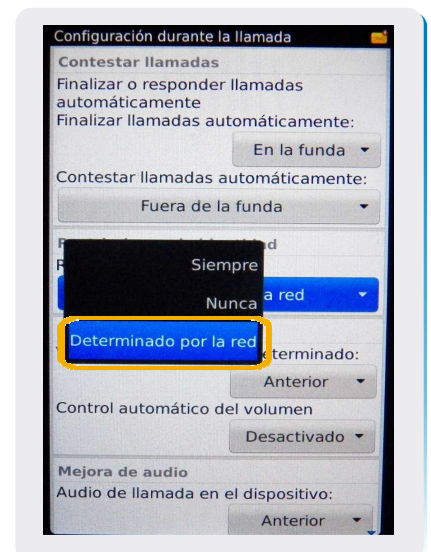 Configuración durante la llamada
Contestar llamadas
Finalizar o responder llamadas
automáticamente
Finalizar llamadas automáticamente:
En la funda
Contestar llamadas automáticamente:
Fuera de la funda
Siempre
a red
Nunca
Determinado por la red
eterminado:
Anterior
Control automático del volumen
Desactivado
Mejora de audio
Audio de llamada en el dispositivo:
Anterior